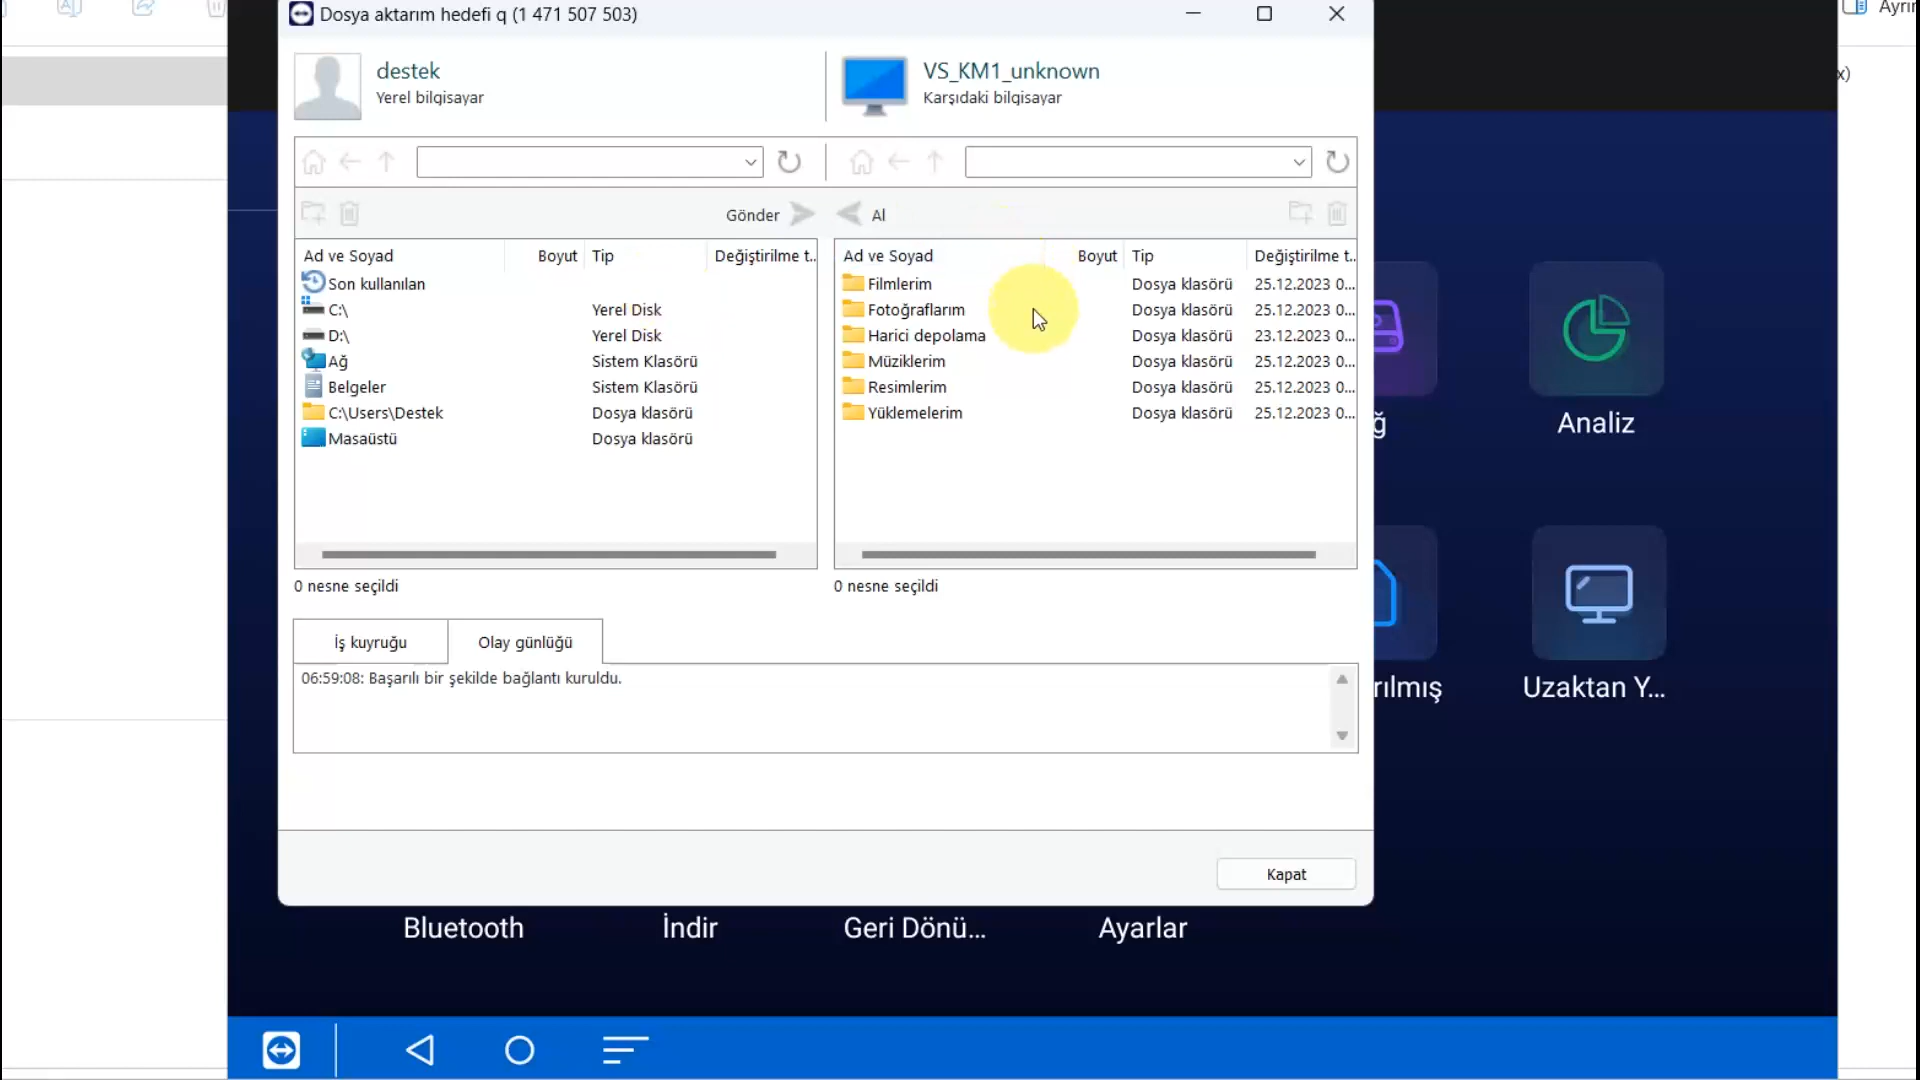 Dosya aktarım hedefi q (1 471 507 503)
destek
Yerel bilgisayar
VS_KM1_unknown
Karşıdaki bilgisayar
Gönder
Al
Ad ve Soyad Boyut Tip Değiştirilme t..
Son kullanılan
C:\ Yerel Disk
D:\ Yerel Disk
Ağ Sistem Klasörü
Belgeler Sistem Klasörü
C:\Users\Destek Dosya klasörü
Masaüstü Dosya klasörü
0 nesne seçildi
Ad ve Soyad Boyut Tip Değiştirilme t..
Filmlerim Dosya klasörü 25.12.2023 0...
Fotoğraflarım Dosya klasörü 25.12.2023 0...
Harici depolama Dosya klasörü 23.12.2023 0...
Müziklerim Dosya klasörü 25.12.2023 0...
Resimlerim Dosya klasörü 25.12.2023 0...
Yüklemelerim Dosya klasörü 25.12.2023 0...
0 nesne seçildi
İş kuyruğu
Olay günlüğü
06:59:08: Başarılı bir şekilde bağlantı kuruldu.
Kapat
x)
ğ
Analiz
rılmış
Uzaktan Y...
Bluetooth
İndir
Geri Dönü...
Ayarlar